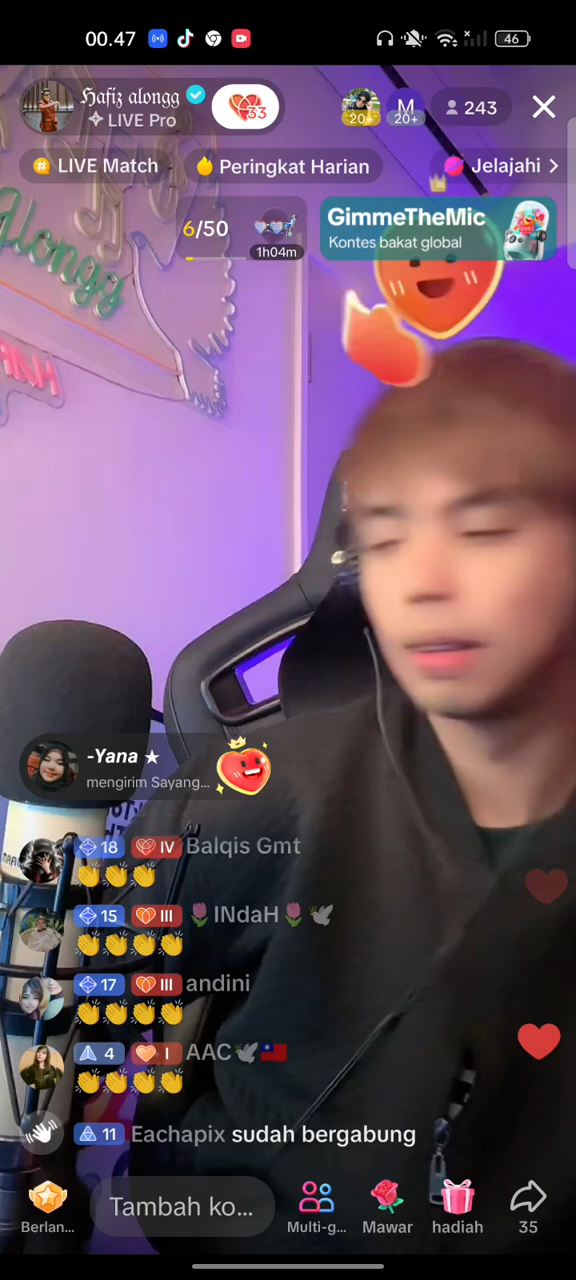 00.47
46
ℌ𝔞𝔣𝔦𝔷 𝔞𝔩𝔬𝔫𝔤𝔤
LIVE Pro
33
20+
M
20+
243
LIVE Match
Peringkat Harian
Jelajahi
6/50
1h04m
GimmeTheMic
Kontes bakat global
alongg
-Yana ★
mengirim Sayang...
18 IV Balqis Gmt
👏👏👏
15 III 🌷INdaH🌷🕊️
👏👏👏👏
17 III andini
👏👏👏👏
4 I AAC🕊️🇹🇼
👏👏👏👏
11 Eachapix sudah bergabung
Berlan...
Tambah ko...
Multi-g...
Mawar
hadiah
35